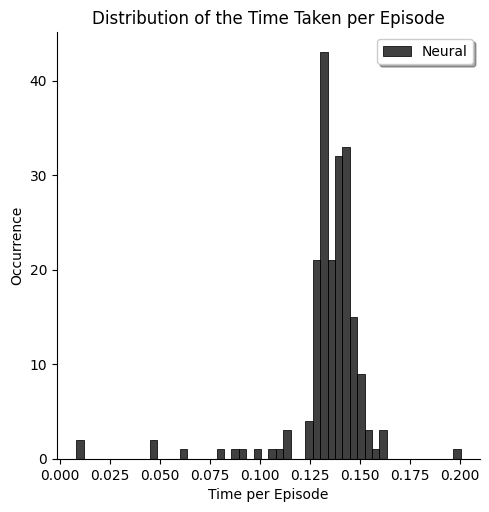 Distribution of the Time Taken per Episode
Neural
40
30
20
10
0
Occurrence
0.000 0.025 0.050 0.075 0.100 0.125 0.150 0.175 0.200
Time per Episode